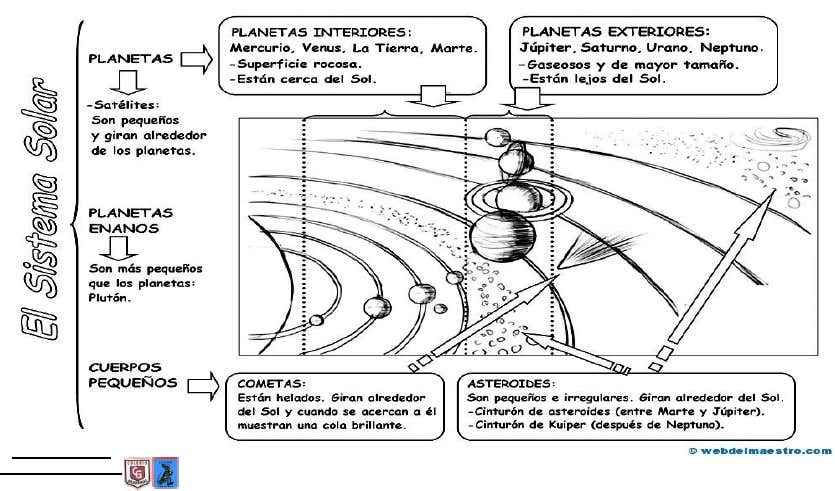 El Sistema Solar
PLANETAS
-Satélites:
Son pequeños
y giran alrededor
de los planetas.
PLANETAS INTERIORES:
Mercurio, Venus, La Tierra, Marte.
-Superficie rocosa.
-Están cerca del Sol.
PLANETAS EXTERIORES:
Júpiter, Saturno, Urano, Neptuno.
-Gaseosos y de mayor tamaño.
-Están lejos del Sol.
PLANETAS
ENANOS
Son más pequeños
que los planetas:
Plutón.
CUERPOS
PEQUEÑOS
COMETAS:
Están helados. Giran alrededor
del Sol y cuando se acercan a él
muestran una cola brillante.
ASTEROIDES:
Son pequeños e irregulares. Giran alrededor del Sol.
-Cinturón de asteroides (entre Marte y Júpiter).
-Cinturón de Kuiper (después de Neptuno).
© webdelmaestro.com